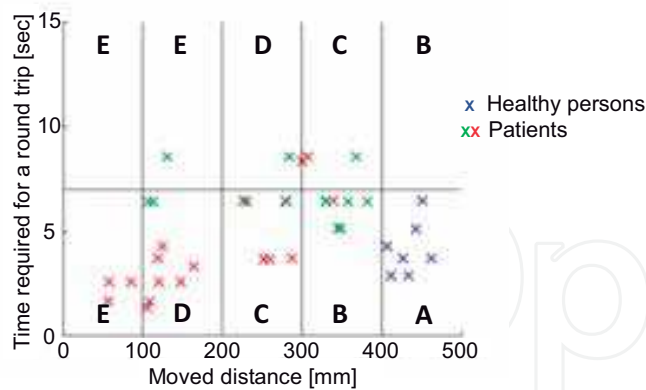 15
E E D C B
x Healthy persons
xx Patients
10
5
E D C B A
0
0 100 200 300 400 500
Time required for a round trip [sec]
Moved distance [mm]
op